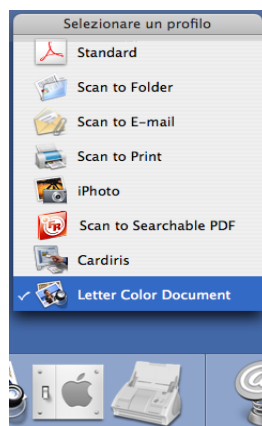 Selezionare un profilo
Standard
Scan to Folder
Scan to E-mail
Scan to Print
iPhoto
Scan to Searchable PDF
Cardiris
Letter Color Document